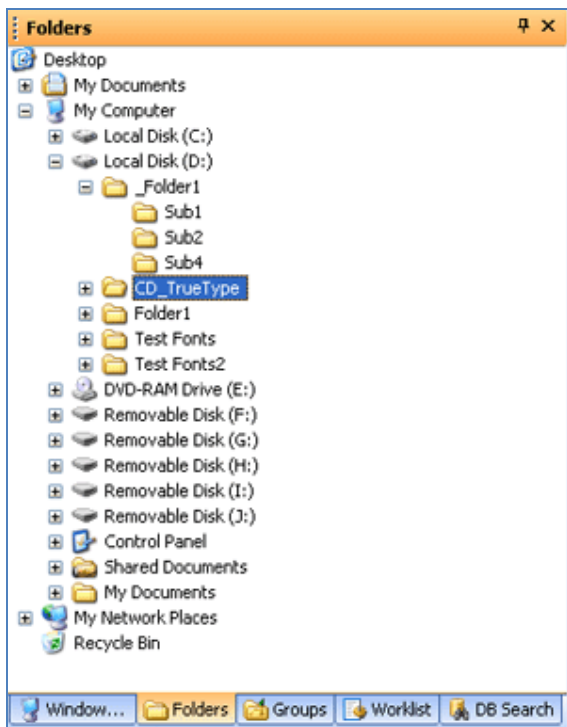 Folders
Desktop
My Documents
My Computer
Local Disk (C:)
Local Disk (D:)
_Folder1
Sub1
Sub2
Sub4
CD_TrueType
Folder1
Test Fonts
Test Fonts2
DVD-RAM Drive (E:)
Removable Disk (F:)
Removable Disk (G:)
Removable Disk (H:)
Removable Disk (I:)
Removable Disk (J:)
Control Panel
Shared Documents
My Documents
My Network Places
Recycle Bin
Window... Folders Groups Worklist DB Search